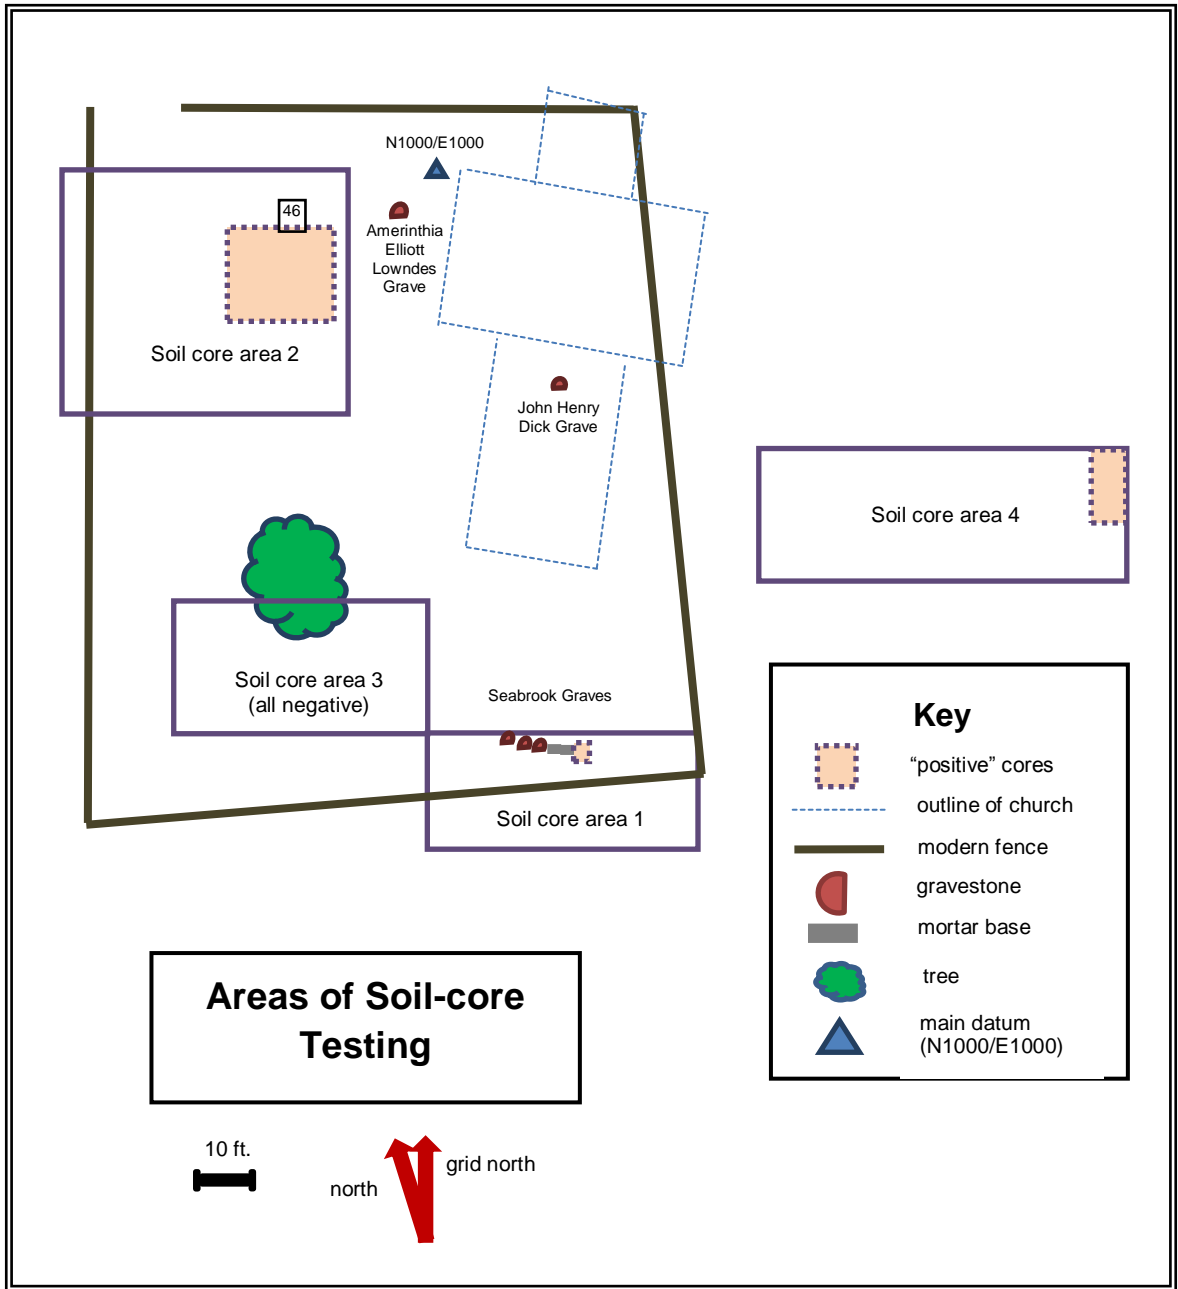 N1000/E1000
46
Amerinthia
Elliott
Lowndes
Grave
Soil core area 2
John Henry
Dick Grave
Soil core area 4
Soil core area 3
(all negative)
Seabrook Graves
Soil core area 1
Key
“positive” cores
outline of church
modern fence
gravestone
mortar base
tree
main datum
(N1000/E1000)
Areas of Soil-core
Testing
10 ft.
north
grid north